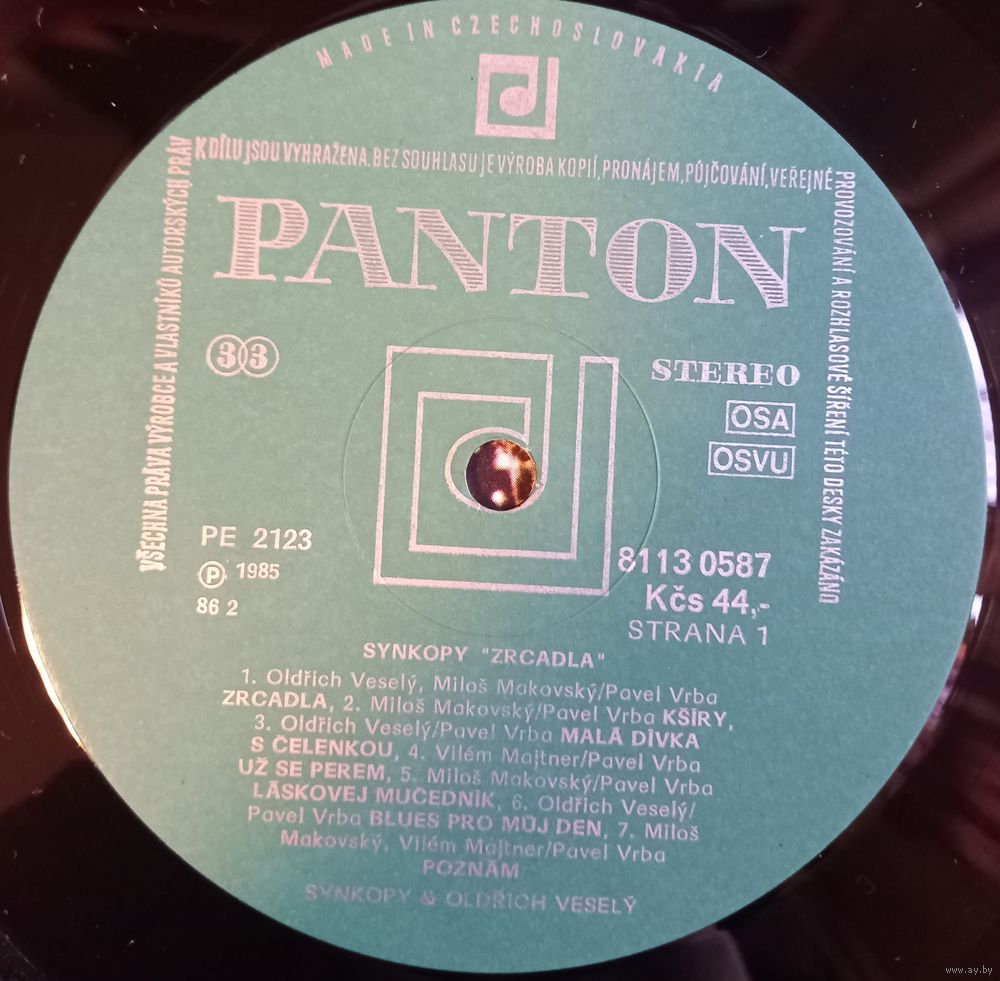 MADE IN CZECHOSLOVAKIA
VŠECHNA PRÁVA VÝROBCE A VLASTNÍKŮ AUTORSKÝCH PRÁV
K DÍLU JSOU VYHRAŽENA. BEZ SOUHLASU JE VÝROBA KOPIÍ, PRONÁJEM, PŮJČOVÁNÍ, VEŘEJNÉ
PROVOZOVÁNÍ A ROZHLASOVÉ ŠÍŘENÍ TÉTO DESKY ZAKÁZÁNO
PANTON
33
STEREO
OSA
OSVU
PE 2123
Ⓟ 1985
86 2
8113 0587
Kčs 44,-
STRANA 1
SYNKOPY "ZRCADLA"
1. Oldřich Veselý, Miloš Makovský/Pavel Vrba
ZRCADLA, 2. Miloš Makovský/Pavel Vrba KŠÍRY,
3. Oldřich Veselý/Pavel Vrba MALÁ DÍVKA
S ČELENKOU, 4. Vilém Majtner/Pavel Vrba
UŽ SE PEREM, 5. Miloš Makovský/Pavel Vrba
LÁSKOVEJ MUČEDNÍK, 6. Oldřich Veselý/
Pavel Vrba BLUES PRO MŮJ DEN, 7. Miloš
Makovský, Vilém Majtner/Pavel Vrba
POZNÁM
SYNKOPY & OLDŘICH VESELÝ
www.ay.by